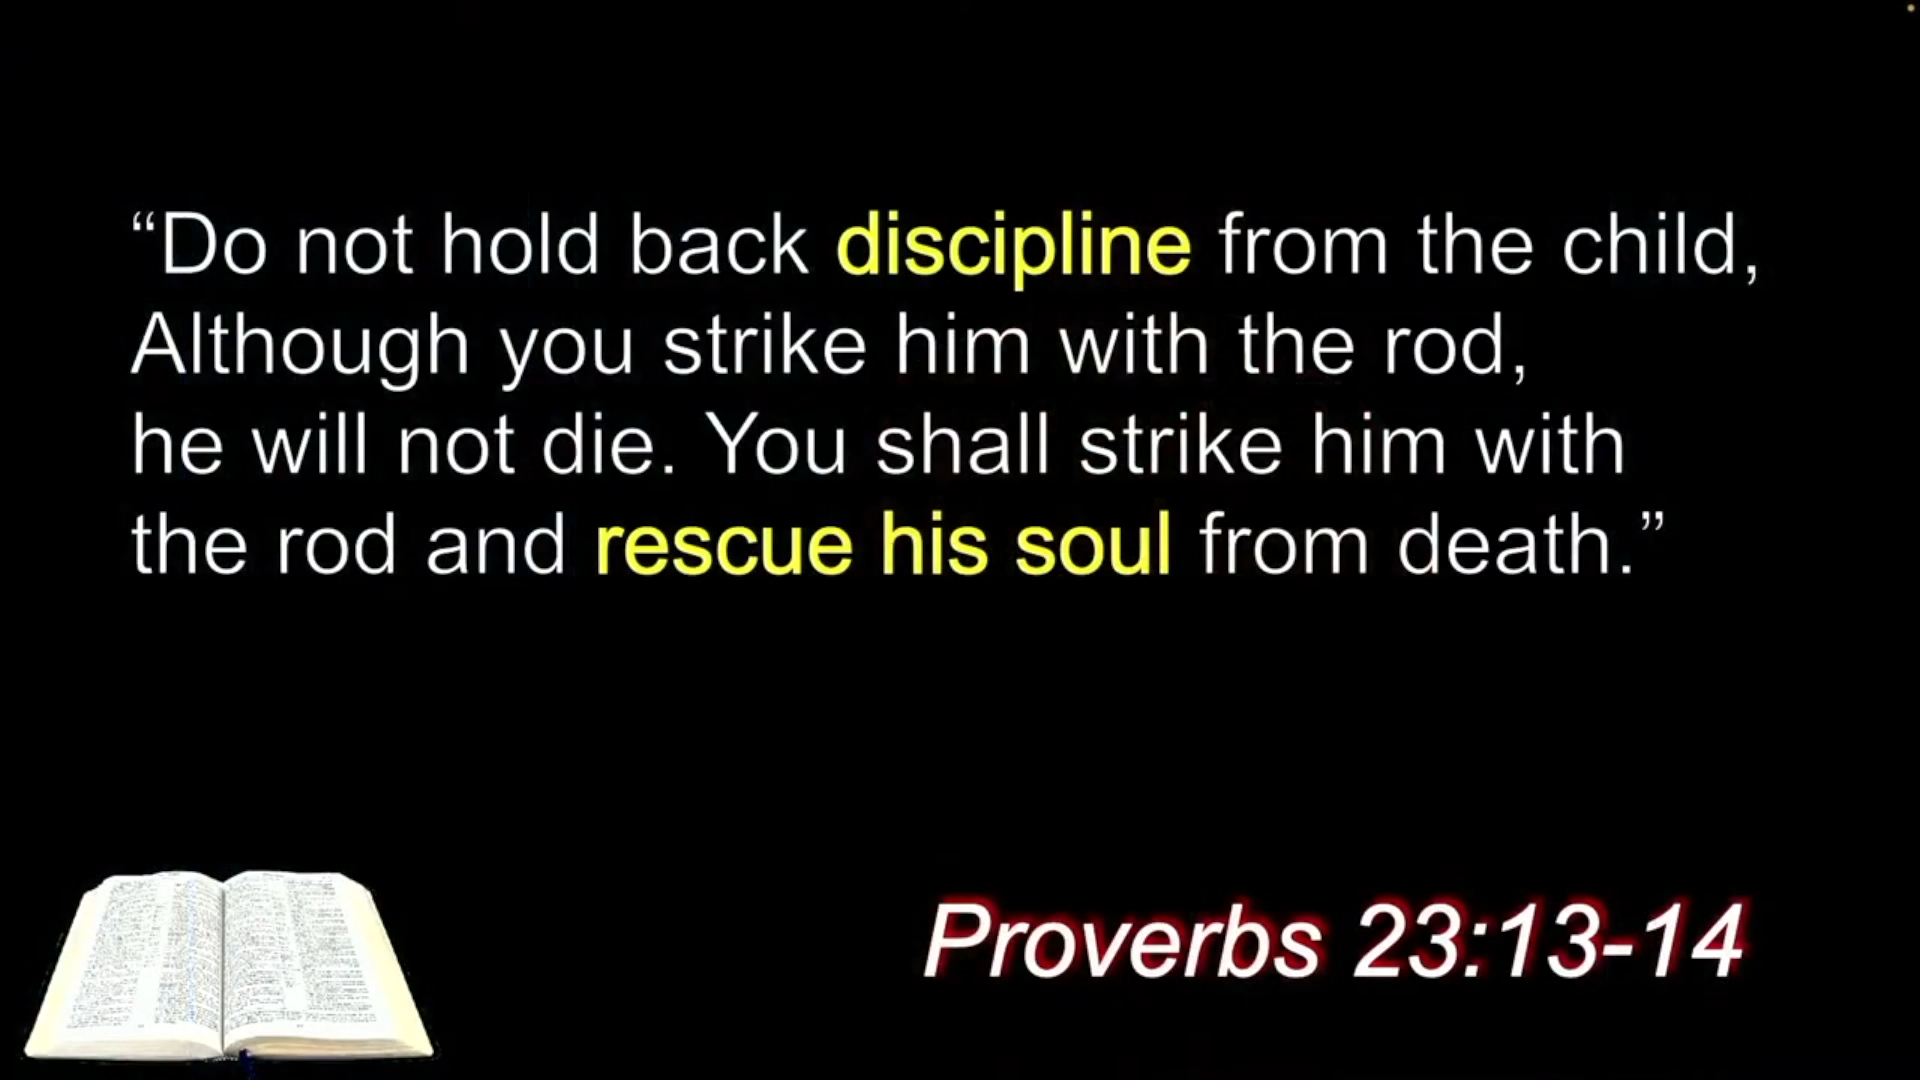 “Do not hold back discipline from the child,
Although you strike him with the rod,
he will not die. You shall strike him with
the rod and rescue his soul from death.”
Proverbs 23:13-14